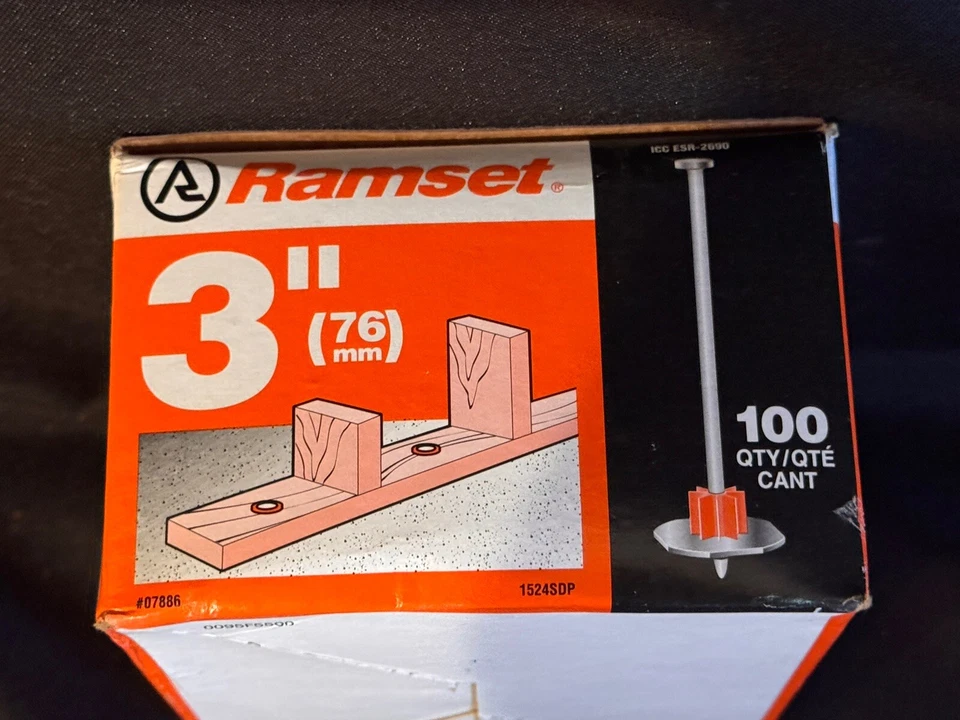 Ramset®
ICC ESR-2690
3"
(76
mm)
100
QTY/QTÉ
CANT
#07886
1524SDP